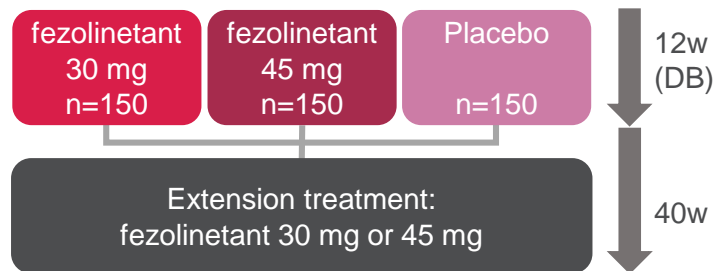 fezolinetant
30 mg
n=150
fezolinetant
45 mg
n=150
Placebo
n=150
12w
(DB)
Extension treatment:
fezolinetant 30 mg or 45 mg
40w